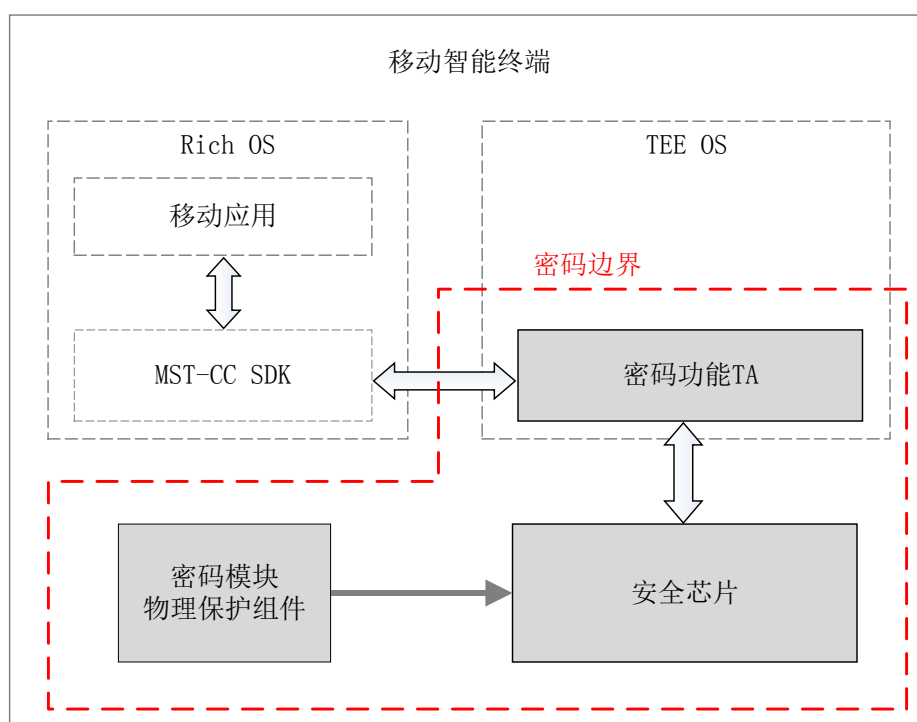 移动智能终端
Rich OS
TEE OS
移动应用
密码边界
MST-CC SDK
密码功能TA
密码模块
物理保护组件
安全芯片